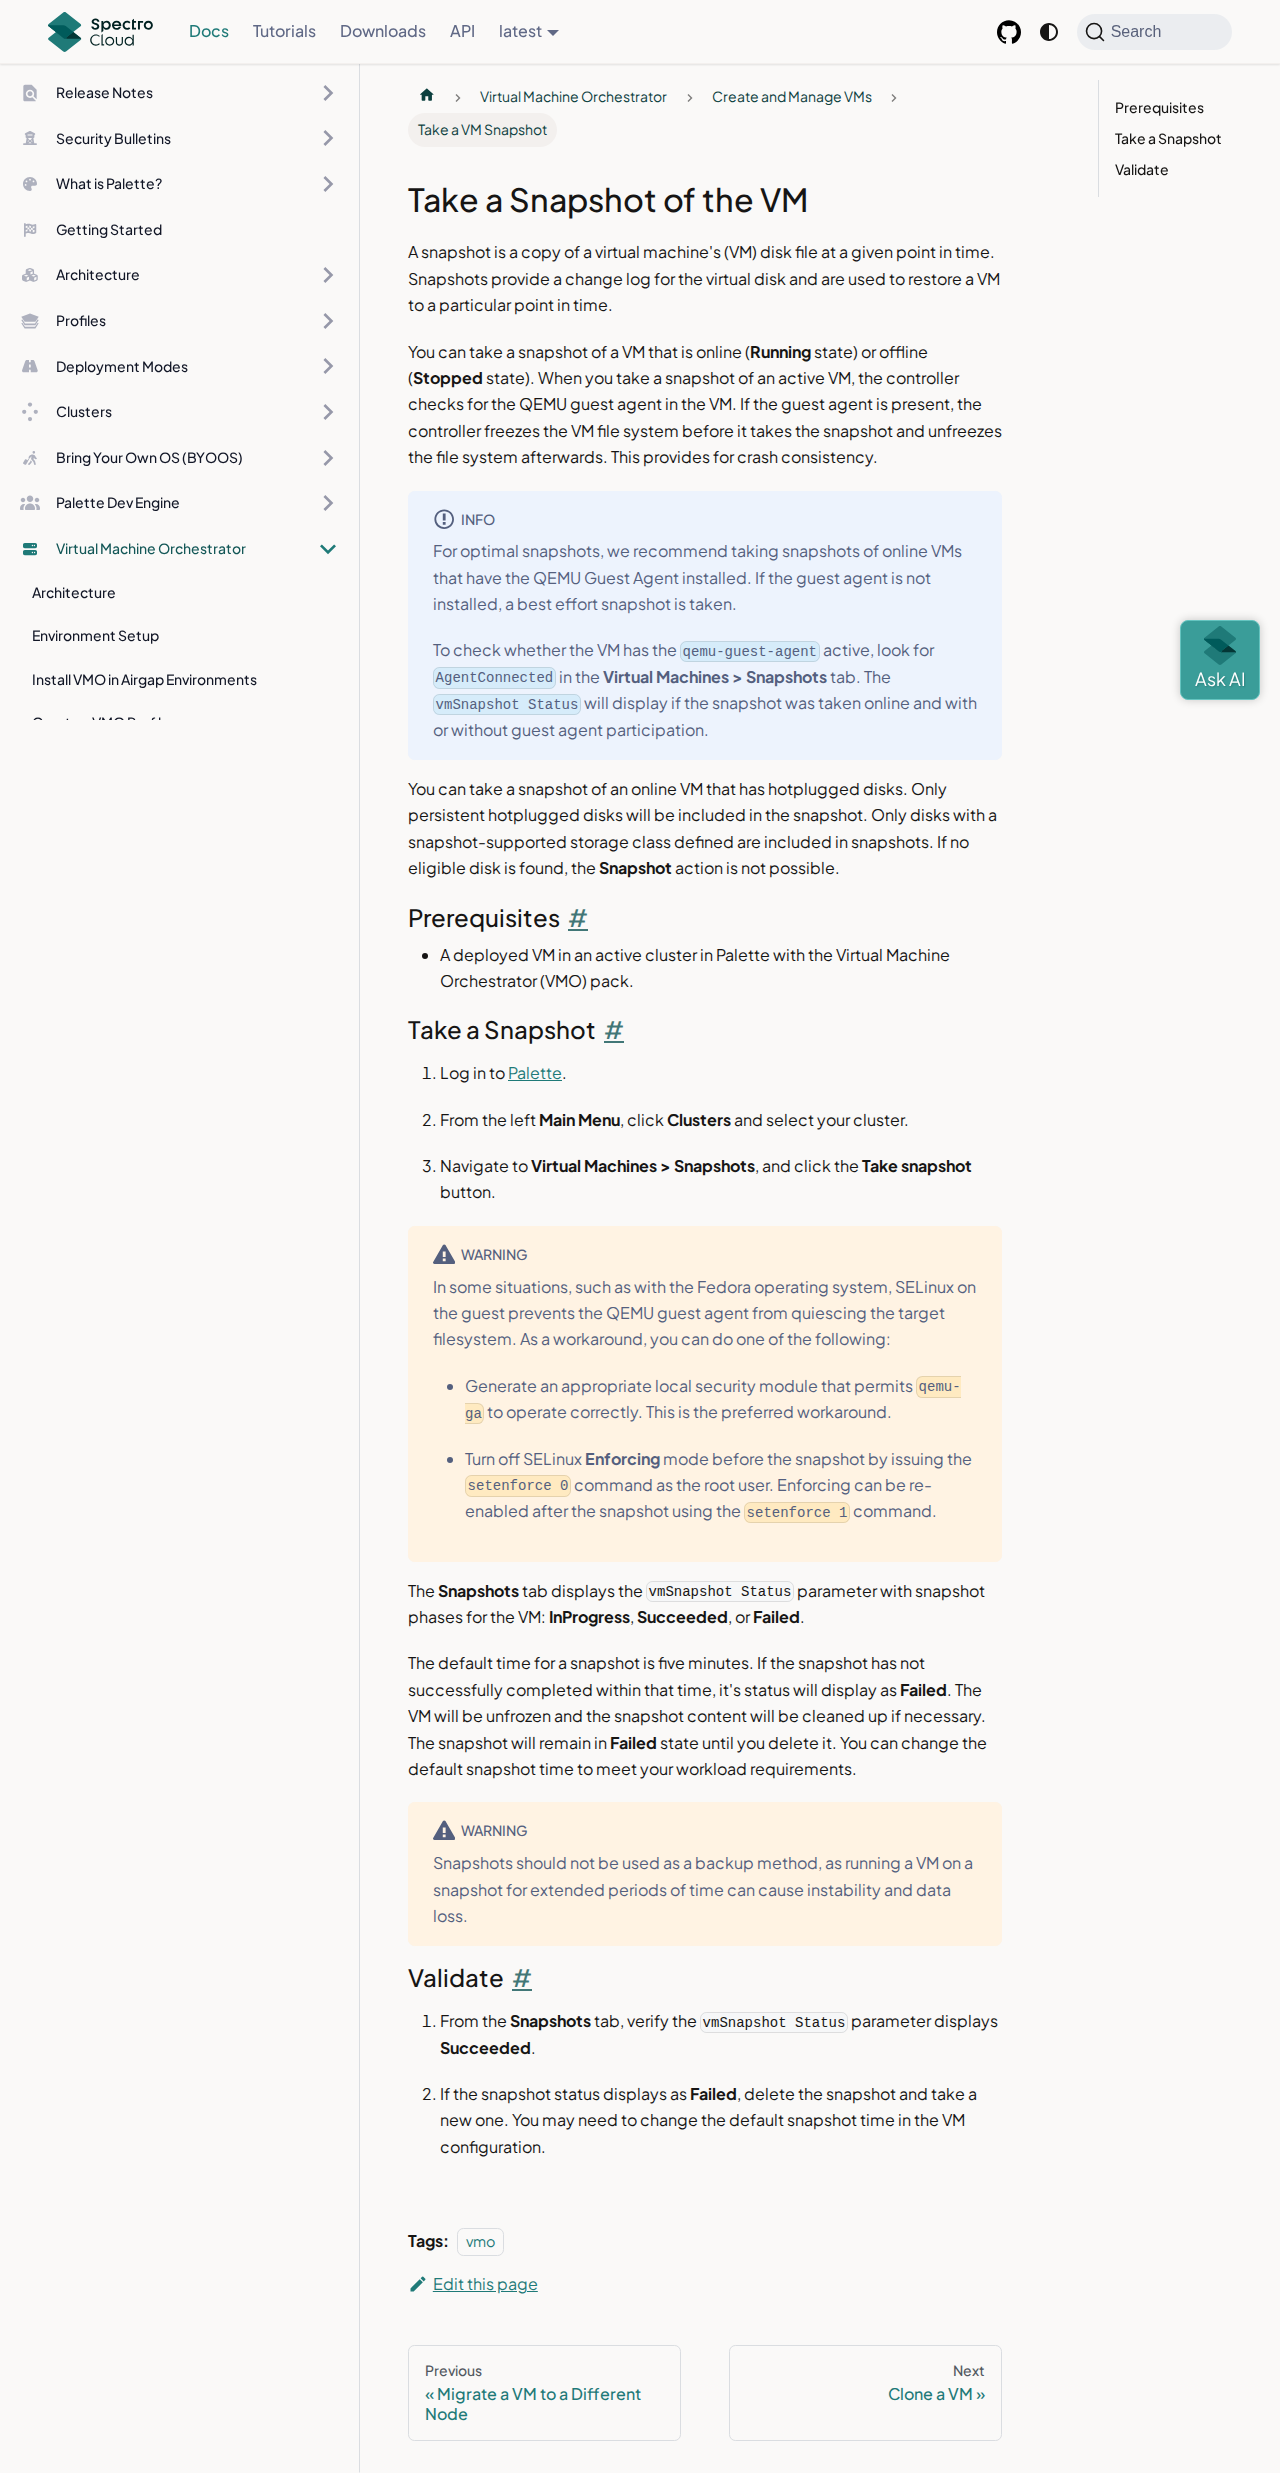 Spectro Cloud
Docs
Tutorials
Downloads
API
latest
Search
Release Notes
Security Bulletins
What is Palette?
Getting Started
Architecture
Profiles
Deployment Modes
Clusters
Bring Your Own OS (BYOOS)
Palette Dev Engine
Virtual Machine Orchestrator
Architecture
Environment Setup
Install VMO in Airgap Environments
Virtual Machine Orchestrator
Create and Manage VMs
Take a VM Snapshot
Take a Snapshot of the VM
A snapshot is a copy of a virtual machine's (VM) disk file at a given point in time.
Snapshots provide a change log for the virtual disk and are used to restore a VM
to a particular point in time.
You can take a snapshot of a VM that is online (Running state) or offline
(Stopped state). When you take a snapshot of an active VM, the controller
checks for the QEMU guest agent in the VM. If the guest agent is present, the
controller freezes the VM file system before it takes the snapshot and unfreezes
the file system afterwards. This provides for crash consistency.
INFO
For optimal snapshots, we recommend taking snapshots of online VMs
that have the QEMU Guest Agent installed. If the guest agent is not
installed, a best effort snapshot is taken.
To check whether the VM has the qemu-guest-agent active, look for
AgentConnected in the Virtual Machines > Snapshots tab. The
vmSnapshot Status will display if the snapshot was taken online and with
or without guest agent participation.
You can take a snapshot of an online VM that has hotplugged disks. Only
persistent hotplugged disks will be included in the snapshot. Only disks with a
snapshot-supported storage class defined are included in snapshots. If no
eligible disk is found, the Snapshot action is not possible.
Prerequisites #
• A deployed VM in an active cluster in Palette with the Virtual Machine
Orchestrator (VMO) pack.
Take a Snapshot #
1. Log in to Palette.
2. From the left Main Menu, click Clusters and select your cluster.
3. Navigate to Virtual Machines > Snapshots, and click the Take snapshot
button.
WARNING
In some situations, such as with the Fedora operating system, SELinux on
the guest prevents the QEMU guest agent from quiescing the target
filesystem. As a workaround, you can do one of the following:
• Generate an appropriate local security module that permits qemu-
ga to operate correctly. This is the preferred workaround.
• Turn off SELinux Enforcing mode before the snapshot by issuing the
setenforce 0 command as the root user. Enforcing can be re-
enabled after the snapshot using the setenforce 1 command.
The Snapshots tab displays the vmSnapshot Status parameter with snapshot
phases for the VM: InProgress, Succeeded, or Failed.
The default time for a snapshot is five minutes. If the snapshot has not
successfully completed within that time, it's status will display as Failed. The
VM will be unfrozen and the snapshot content will be cleaned up if necessary.
The snapshot will remain in Failed state until you delete it. You can change the
default snapshot time to meet your workload requirements.
WARNING
Snapshots should not be used as a backup method, as running a VM on a
snapshot for extended periods of time can cause instability and data
loss.
Validate #
1. From the Snapshots tab, verify the vmSnapshot Status parameter displays
Succeeded.
2. If the snapshot status displays as Failed, delete the snapshot and take a
new one. You may need to change the default snapshot time in the VM
configuration.
Tags: vmo
Edit this page
Previous
« Migrate a VM to a Different
Node
Next
Clone a VM »
Prerequisites
Take a Snapshot
Validate
Ask AI